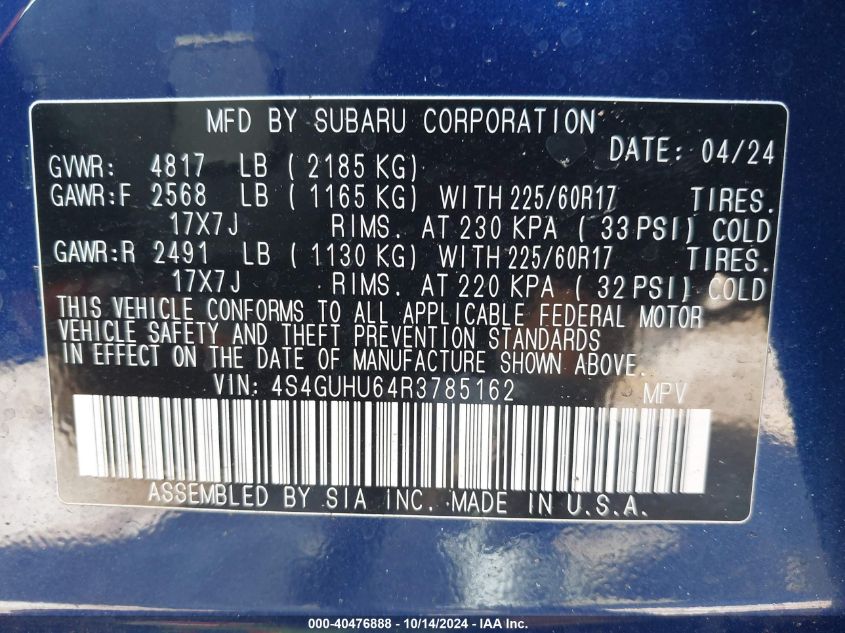 MFD BY SUBARU CORPORATION
DATE: 04/24
GVWR: 4817 LB ( 2185 KG)
GAWR:F 2568 LB ( 1165 KG) WITH 225/60R17 TIRES.
17X7J RIMS. AT 230 KPA ( 33 PSI) COLD
GAWR:R 2491 LB ( 1130 KG) WITH 225/60R17 TIRES.
17X7J RIMS. AT 220 KPA ( 32 PSI) COLD
THIS VEHICLE CONFORMS TO ALL APPLICABLE FEDERAL MOTOR
VEHICLE SAFETY AND THEFT PREVENTION STANDARDS
IN EFFECT ON THE DATE OF MANUFACTURE SHOWN ABOVE.
VIN: 4S4GUHU64R3785162 MPV
ASSEMBLED BY SIA INC. MADE IN U.S.A.
000-40476888 - 10/14/2024 - IAA Inc.